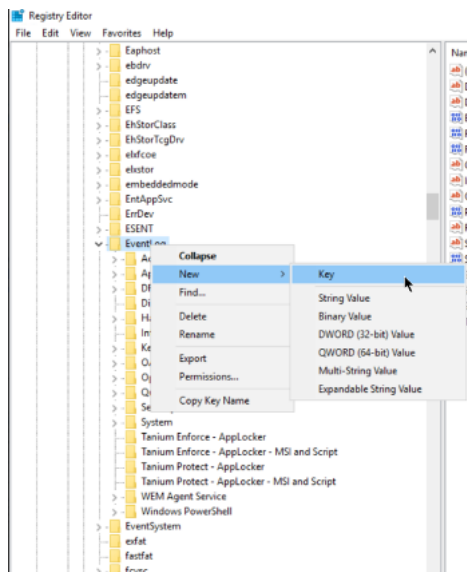 Registry Editor
File Edit View Favorites Help
Eaphost
ebdrv
edgeupdate
edgeupdatem
EFS
EhStorClass
EhStorTcgDrv
elxfcoe
elxstor
embeddedmode
EntAppSvc
ErrDev
ESENT
EventLog
Collapse
New
Find...
Delete
Rename
Export
Permissions...
Copy Key Name
Key
String Value
Binary Value
DWORD (32-bit) Value
QWORD (64-bit) Value
Multi-String Value
Expandable String Value
System
Tanium Enforce - AppLocker
Tanium Enforce - AppLocker - MSI and Script
Tanium Protect - AppLocker
Tanium Protect - AppLocker - MSI and Script
WEM Agent Service
Windows PowerShell
EventSystem
exfat
fastfat